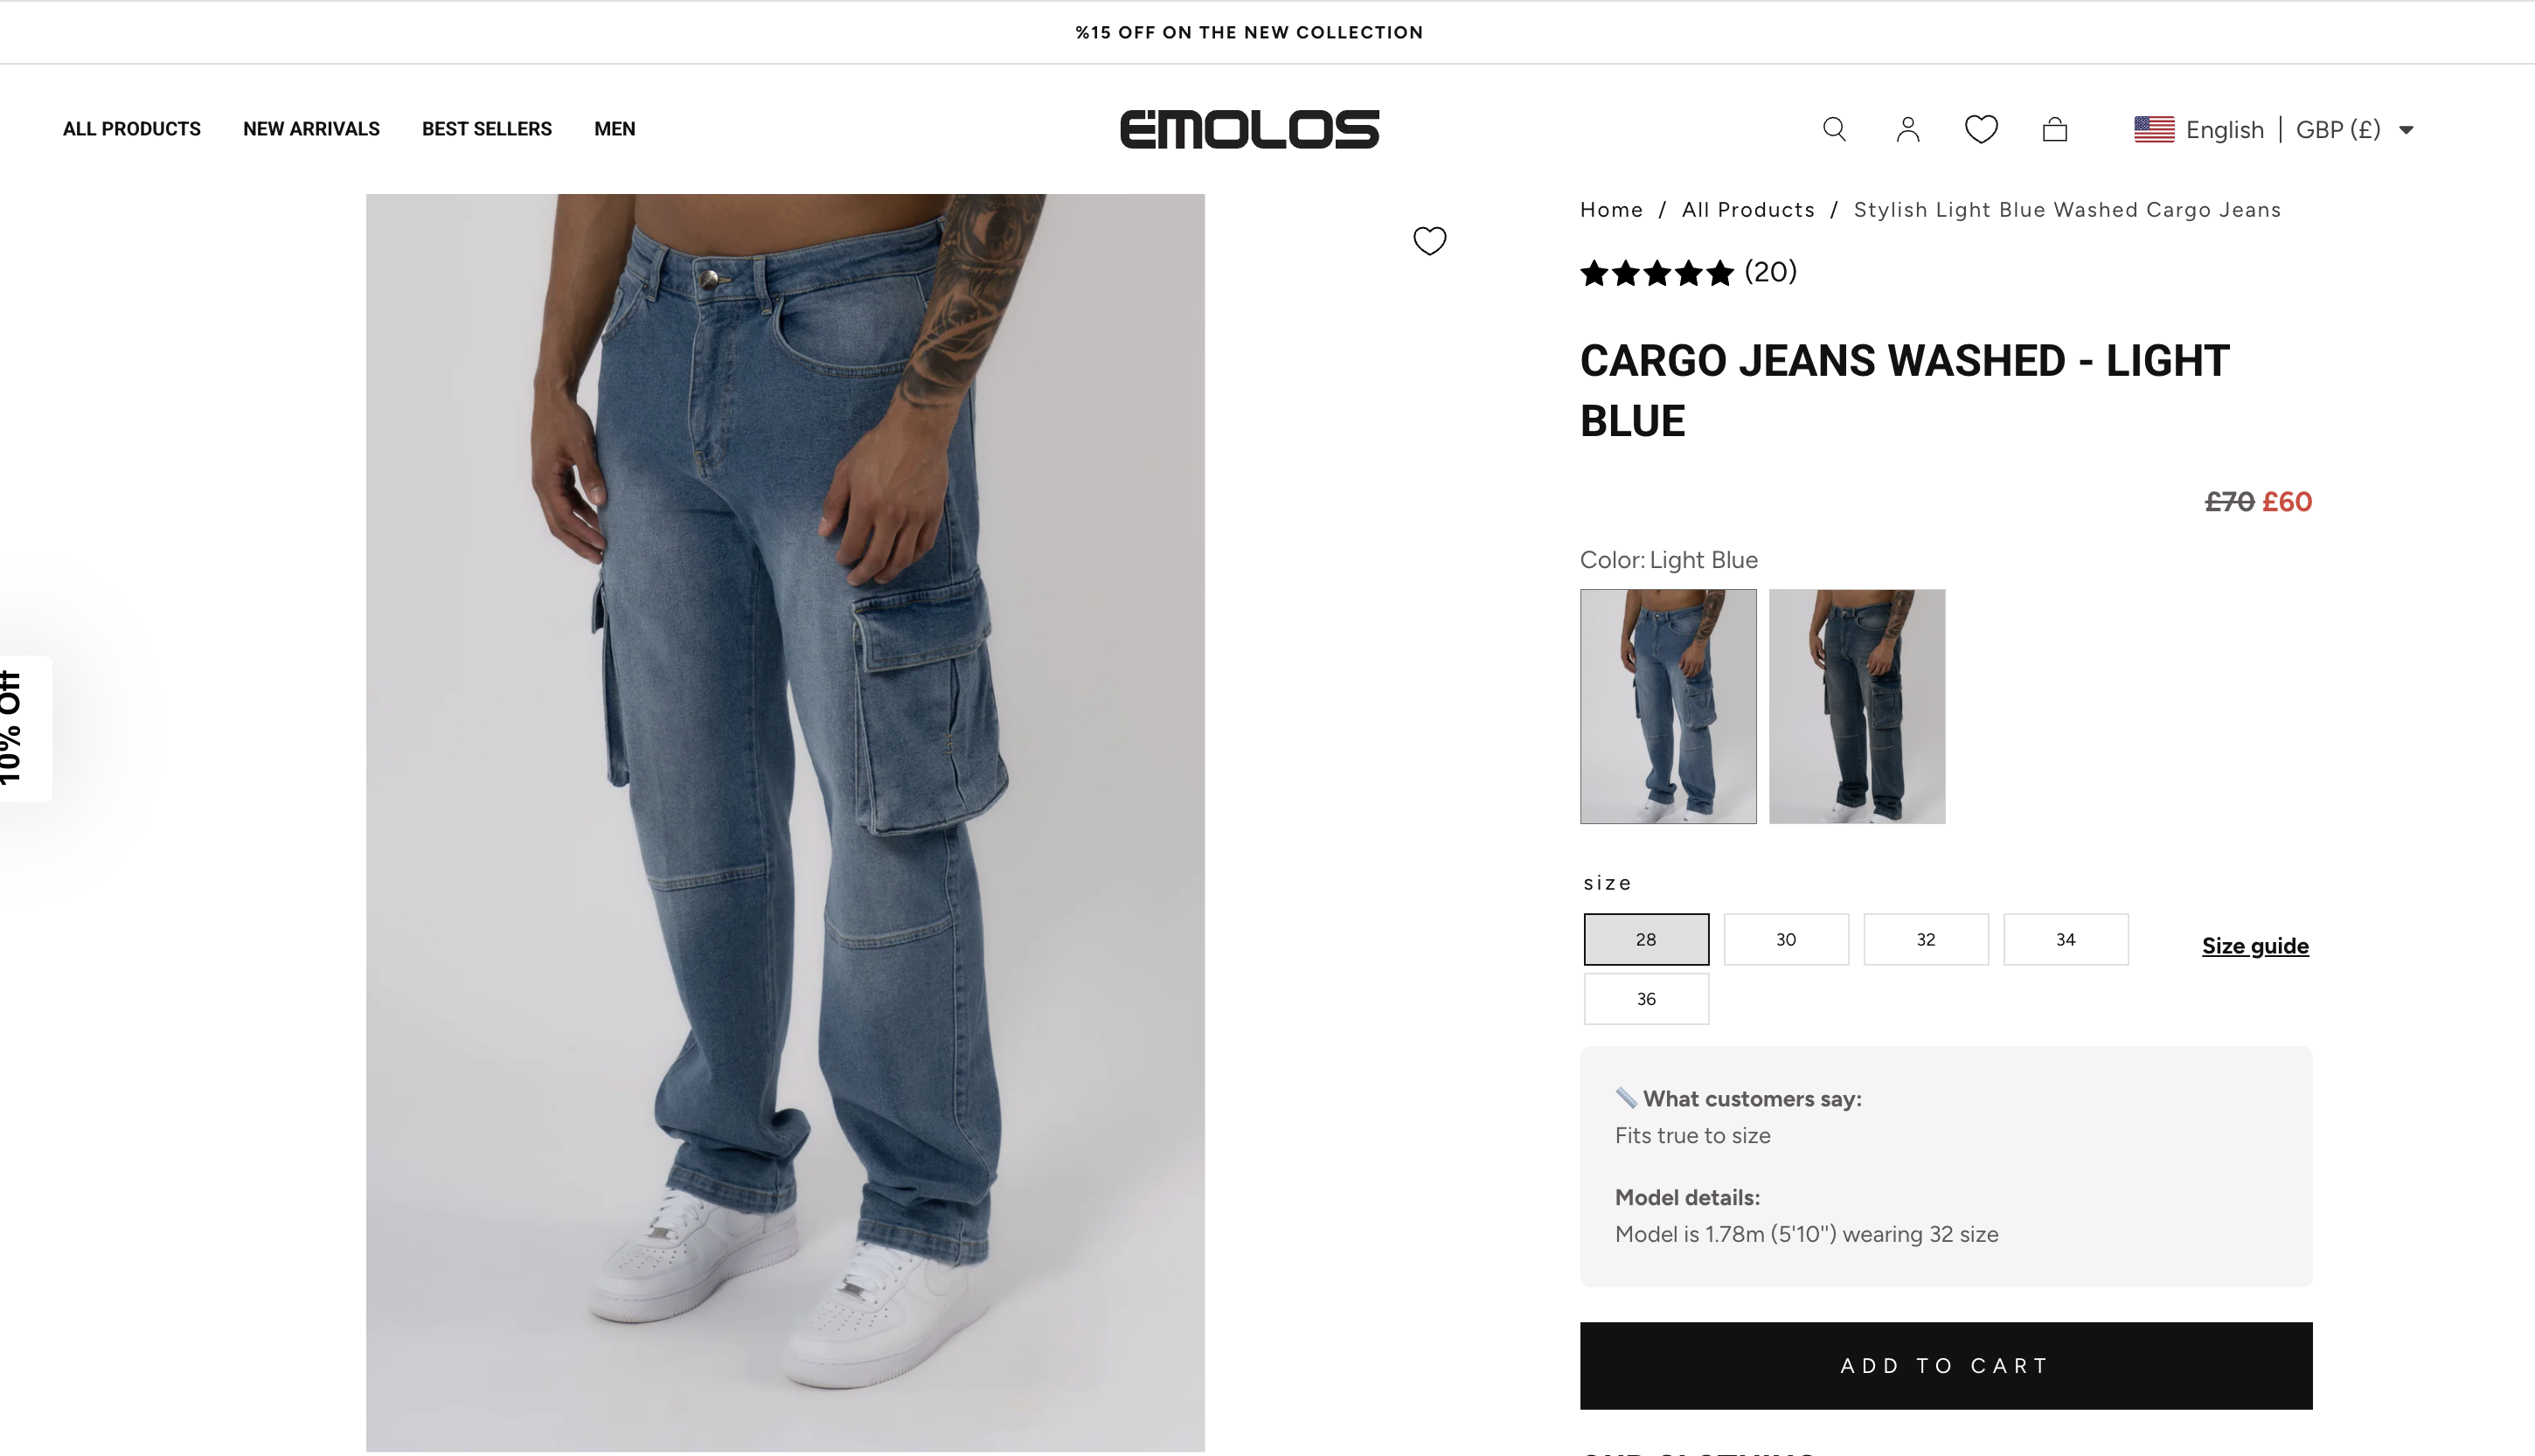 %15 OFF ON THE NEW COLLECTION
ALL PRODUCTS NEW ARRIVALS BEST SELLERS MEN
EMOLOS
English | GBP (£)
Home / All Products / Stylish Light Blue Washed Cargo Jeans
(20)
CARGO JEANS WASHED - LIGHT
BLUE
£70 £60
Color: Light Blue
10% Off
size
28 30 32 34
Size guide
36
What customers say:
Fits true to size
Model details:
Model is 1.78m (5'10'') wearing 32 size
ADD TO CART